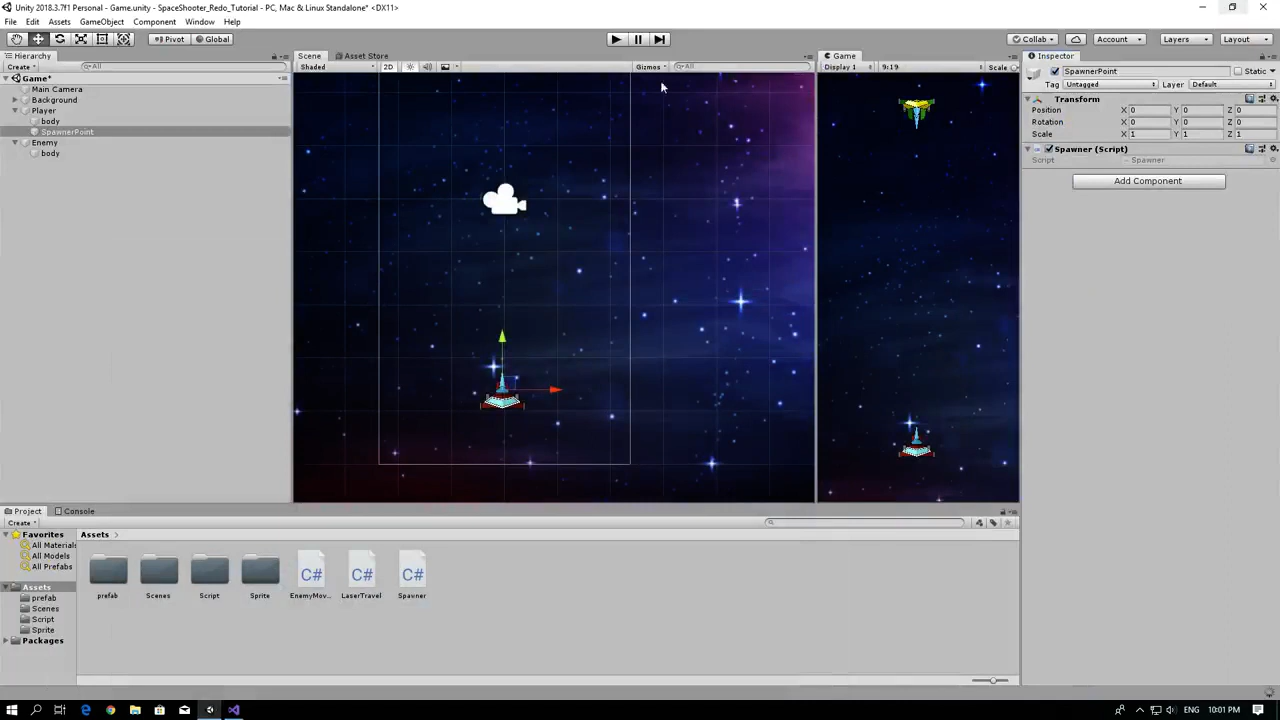 Unity 2018.3.7f1 Personal - Game.unity - SpaceShooter_Redo_Tutorial - PC, Mac & Linux Standalone* <DX11>
File Edit Assets GameObject Component Window Help
Pivot Global Collab Account Layers Layout
Hierarchy Scene Asset Store Game Inspector
Create All Shaded 2D Gizmos All Display 1 9:19 Scale
SpawnerPoint Static
Game*
Tag Untagged Layer Default
Main Camera
Background
Transform
Player
Position X 0 Y 0 Z 0
body
Rotation X 0 Y 0 Z 0
SpawnerPoint
Scale X 1 Y 1 Z 1
Enemy
Spawner (Script)
body
Script Spawner
Add Component
Project Console
Create
Favorites
Assets
All Materials
All Models
All Prefabs
C# C# C#
Assets
prefab Scenes Script Sprite EnemyMov... LaserTravel Spawner
prefab
Scenes
Script
Sprite
Packages
10:01 PM